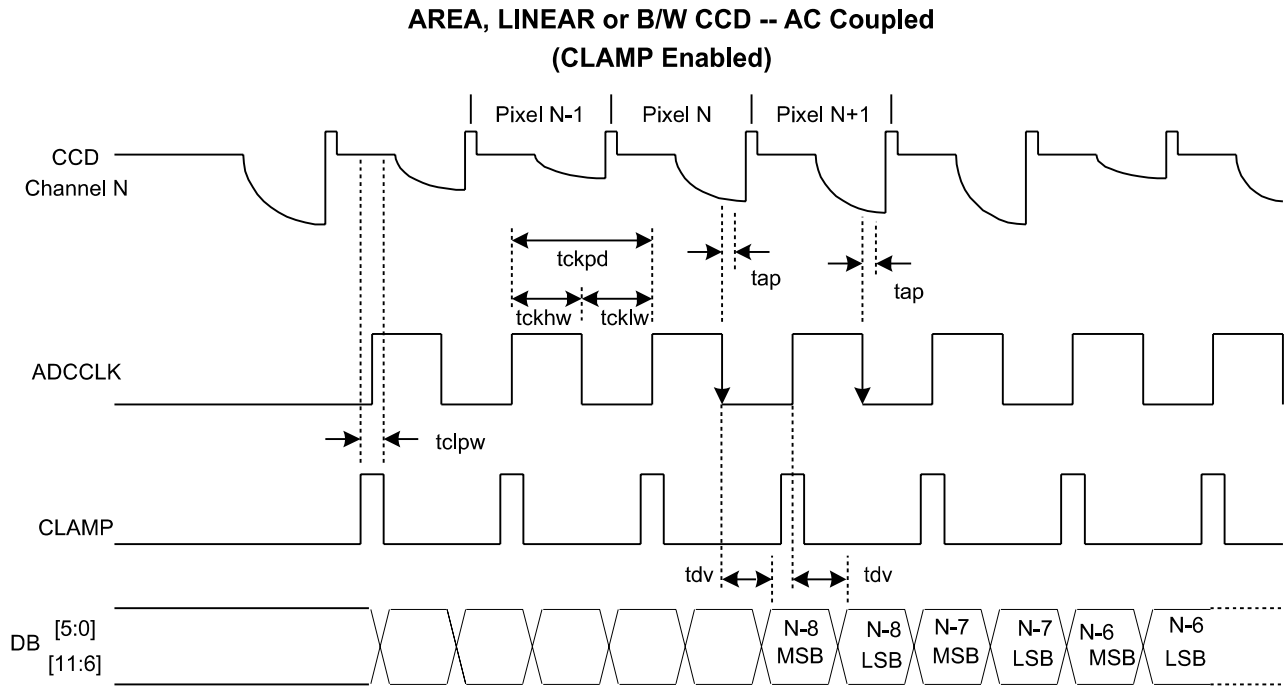 AREA, LINEAR or B/W CCD -- AC Coupled
(CLAMP Enabled)
Pixel N-1
Pixel N
Pixel N+1
CCD
Channel N
tckpd
tap
tap
tckhw
tcklw
ADCCLK
tclpw
CLAMP
tdv
tdv
DB
[5:0]
[11:6]
N-8
MSB
N-8
LSB
N-7
MSB
N-7
LSB
N-6
MSB
N-6
LSB